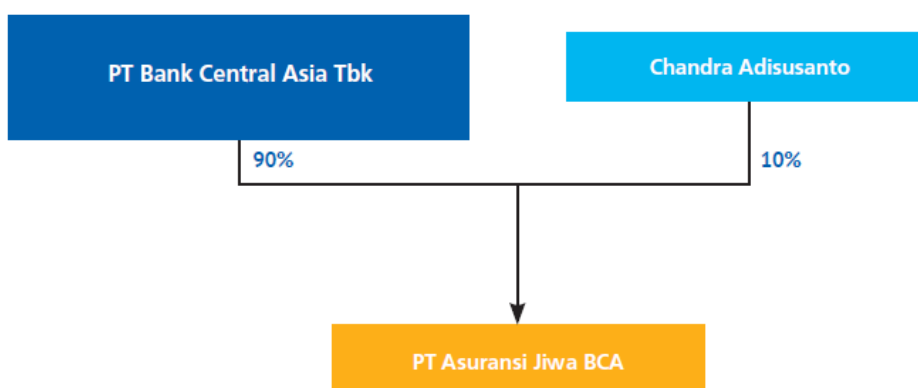 PT Bank Central Asia Tbk
Chandra Adisusanto
90%
10%
PT Asuransi Jiwa BCA